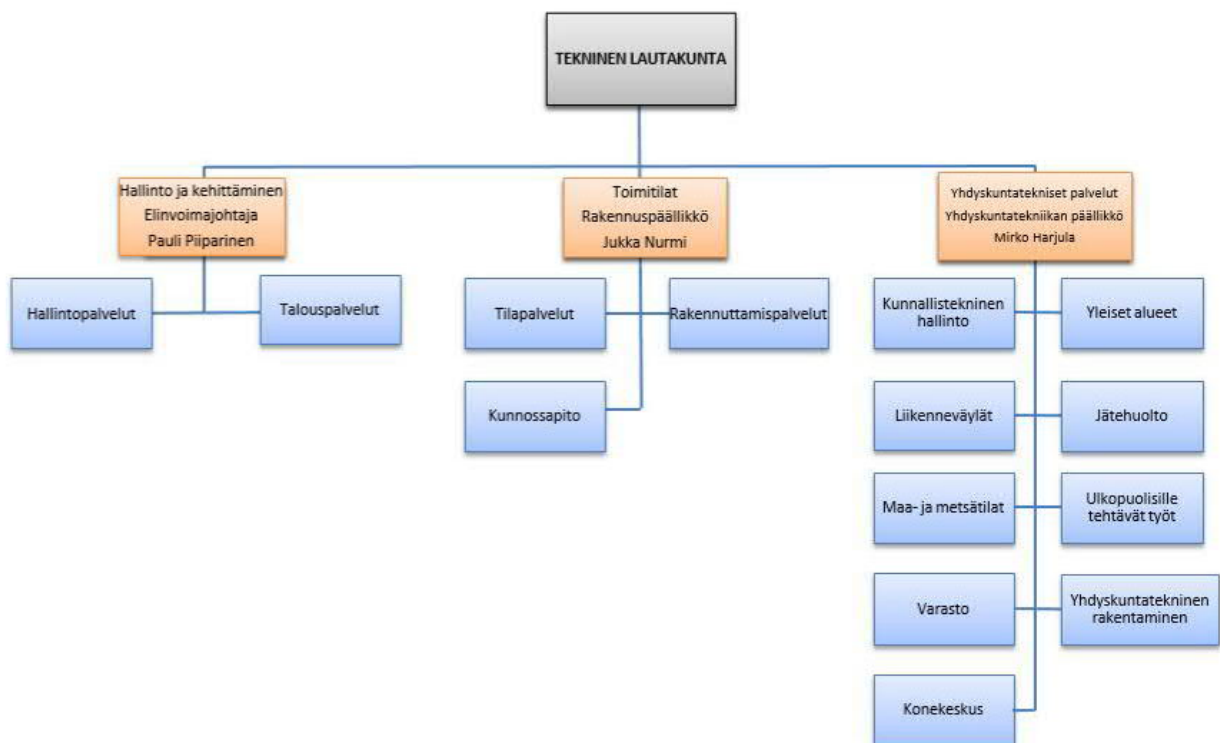 TEKNINEN LAUTAKUNTA
Hallinto ja kehittäminen
Elinvoimajohtaja
Pauli Piiparinen
Toimitilat
Rakennuspäällikkö
Jukka Nurmi
Yhdyskuntatekniset palvelut
Yhdyskuntatekniikan päällikkö
Mirko Harjula
Hallintopalvelut
Talouspalvelut
Tilapalvelut
Rakennuttamispalvelut
Kunnossapito
Kunnallistekninen
hallinto
Yleiset alueet
Liikenneväylät
Jätehuolto
Maa- ja metsätilat
Ulkopuolisille
tehtävät työt
Varasto
Yhdyskuntatekninen
rakentaminen
Konekeskus